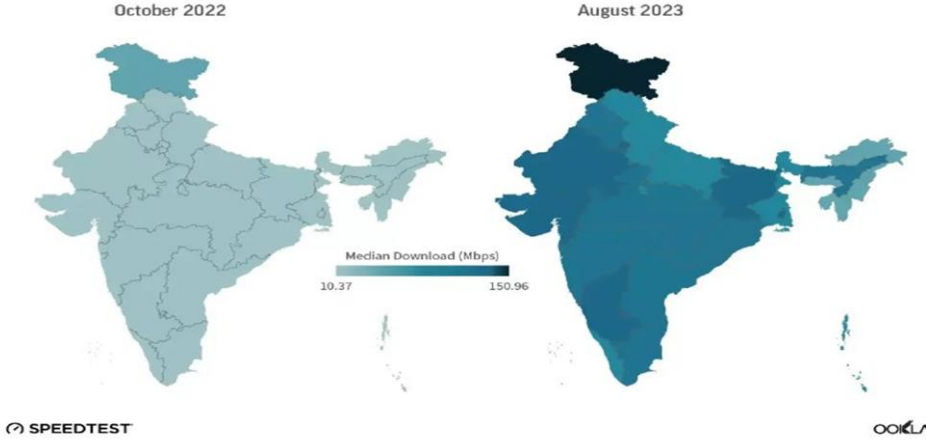 October 2022
August 2023
Median Download (Mbps)
10.37
150.96
SPEEDTEST
OOKLA